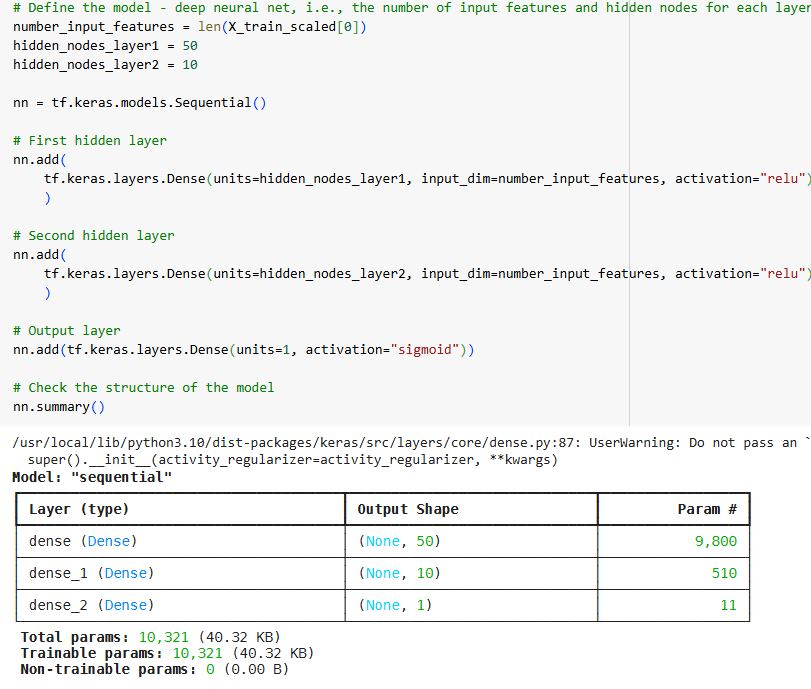 # Define the model - deep neural net, i.e., the number of input features and hidden nodes for each layer
number_input_features = len(X_train_scaled[0])
hidden_nodes_layer1 = 50
hidden_nodes_layer2 = 10
nn = tf.keras.models.Sequential()
# First hidden layer
nn.add(
tf.keras.layers.Dense(units=hidden_nodes_layer1, input_dim=number_input_features, activation="relu")
)
# Second hidden layer
nn.add(
tf.keras.layers.Dense(units=hidden_nodes_layer2, input_dim=number_input_features, activation="relu")
)
# Output layer
nn.add(tf.keras.layers.Dense(units=1, activation="sigmoid"))
# Check the structure of the model
nn.summary()
/usr/local/lib/python3.10/dist-packages/keras/src/layers/core/dense.py:87: UserWarning: Do not pass an `
super().__init__(activity_regularizer=activity_regularizer, **kwargs)
Model: "sequential"
Layer (type) Output Shape Param #
dense (Dense) (None, 50) 9,800
dense_1 (Dense) (None, 10) 510
dense_2 (Dense) (None, 1) 11
Total params: 10,321 (40.32 KB)
Trainable params: 10,321 (40.32 KB)
Non-trainable params: 0 (0.00 B)